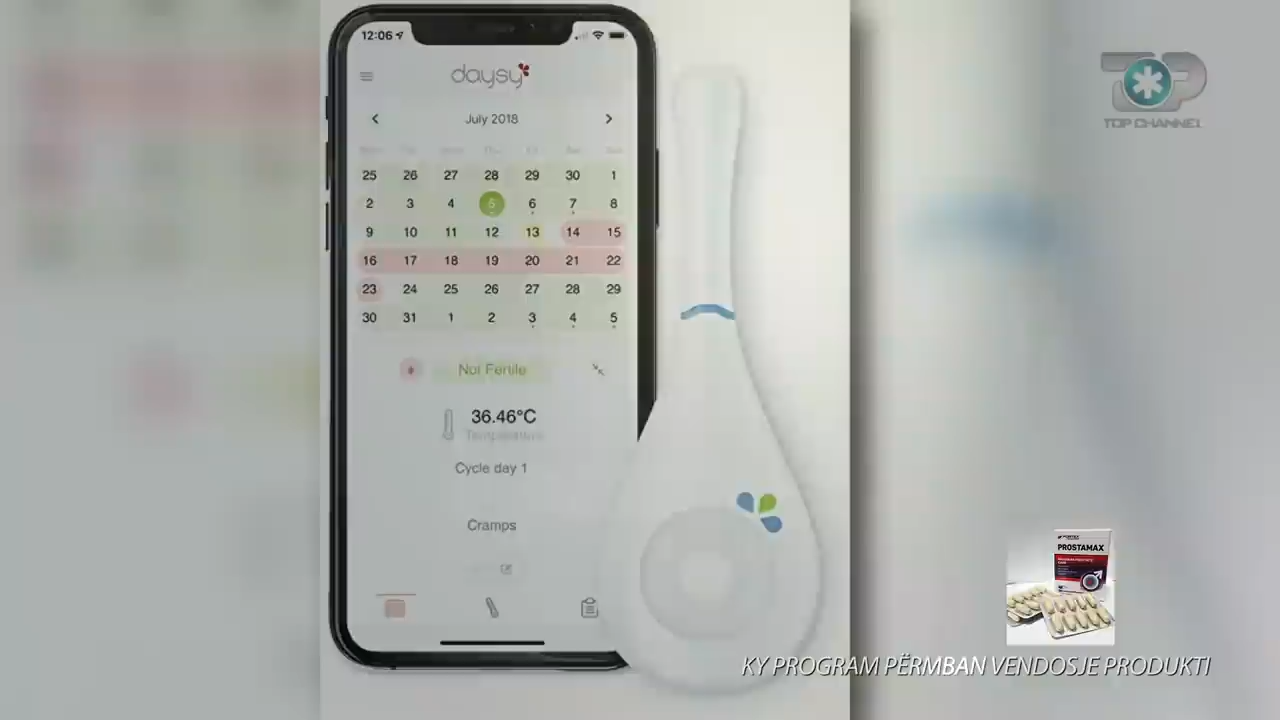 12:06
daysy
July 2018
25 26 27 28 29 30 1
2 3 4 5 6 7 8
9 10 11 12 13 14 15
16 17 18 19 20 21 22
23 24 25 26 27 28 29
30 31 1 2 3 4 5
Not Fertile
36.46°C
Temperature
Cycle day 1
Cramps
TOP CHANNEL
PROSTAMAX
KY PROGRAM PËRMBAN VENDOSJE PRODUKTI